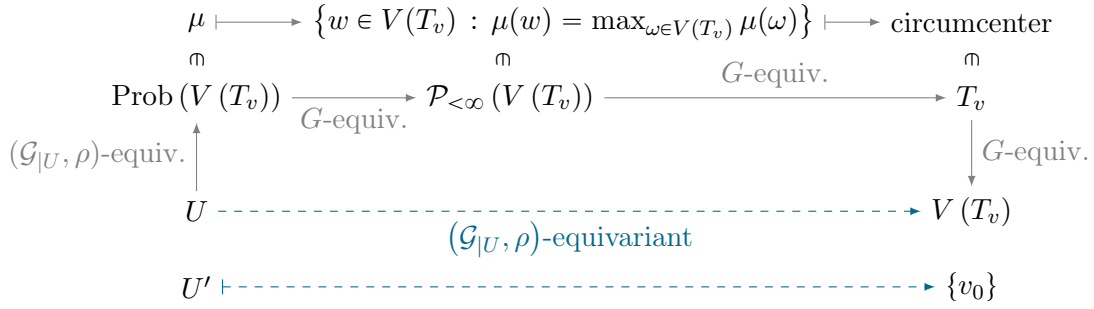 μ ⟼ {w ∈ V(T_v) : μ(w) = max_{ω∈V(T_v)} μ(ω)} ⟼ circumcenter
∈ ∈ ∈
G-equiv.
Prob (V (T_v)) → 𝒫_{<∞} (V (T_v)) → T_v
G-equiv.
(𝒢_{|U}, ρ)-equiv. G-equiv.
U ⇢ V (T_v)
(𝒢_{|U}, ρ)-equivariant
U′ ⟼ {v_0}